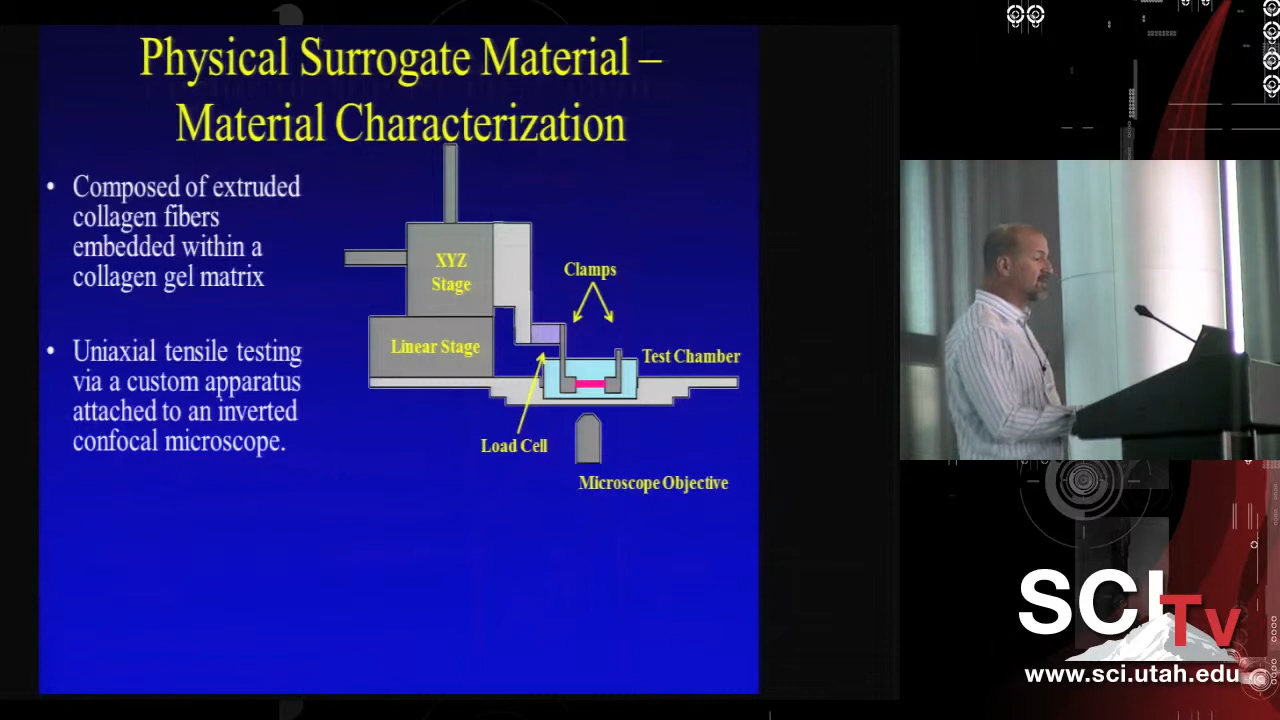 Physical Surrogate Material –
Material Characterization
• Composed of extruded
collagen fibers
embedded within a
collagen gel matrix
• Uniaxial tensile testing
via a custom apparatus
attached to an inverted
confocal microscope.
XYZ
Stage
Linear Stage
Clamps
Test Chamber
Load Cell
Microscope Objective
SCI
TV
www.sci.utah.edu